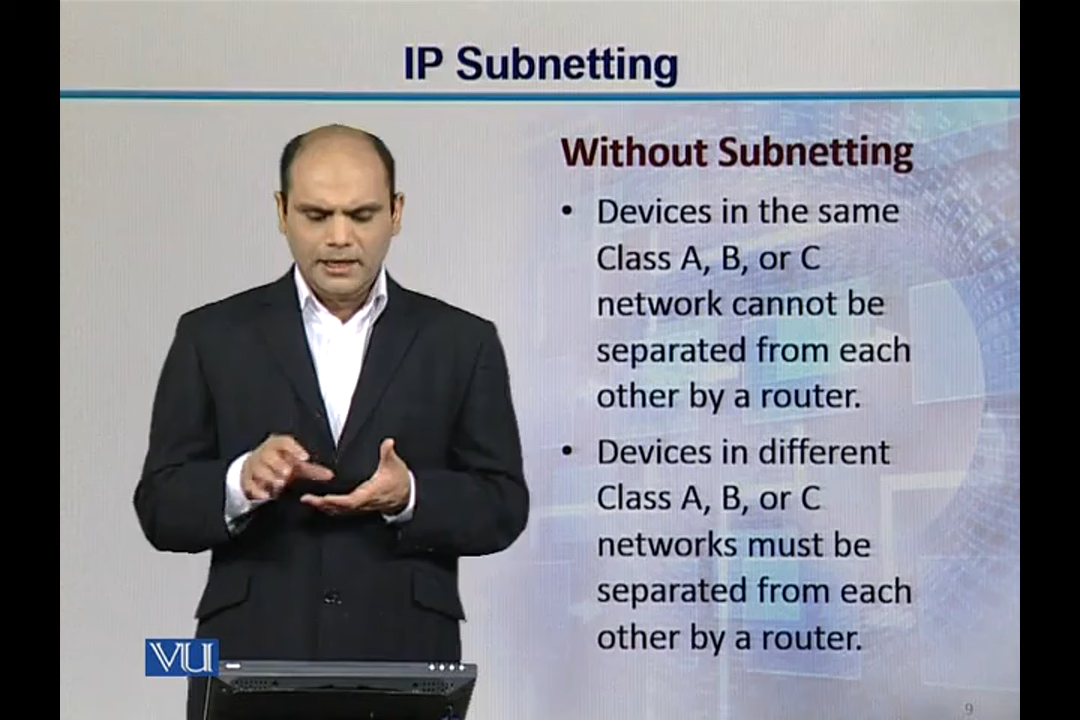 IP Subnetting
Without Subnetting
• Devices in the same
Class A, B, or C
network cannot be
separated from each
other by a router.
• Devices in different
Class A, B, or C
networks must be
separated from each
other by a router.
VU
9